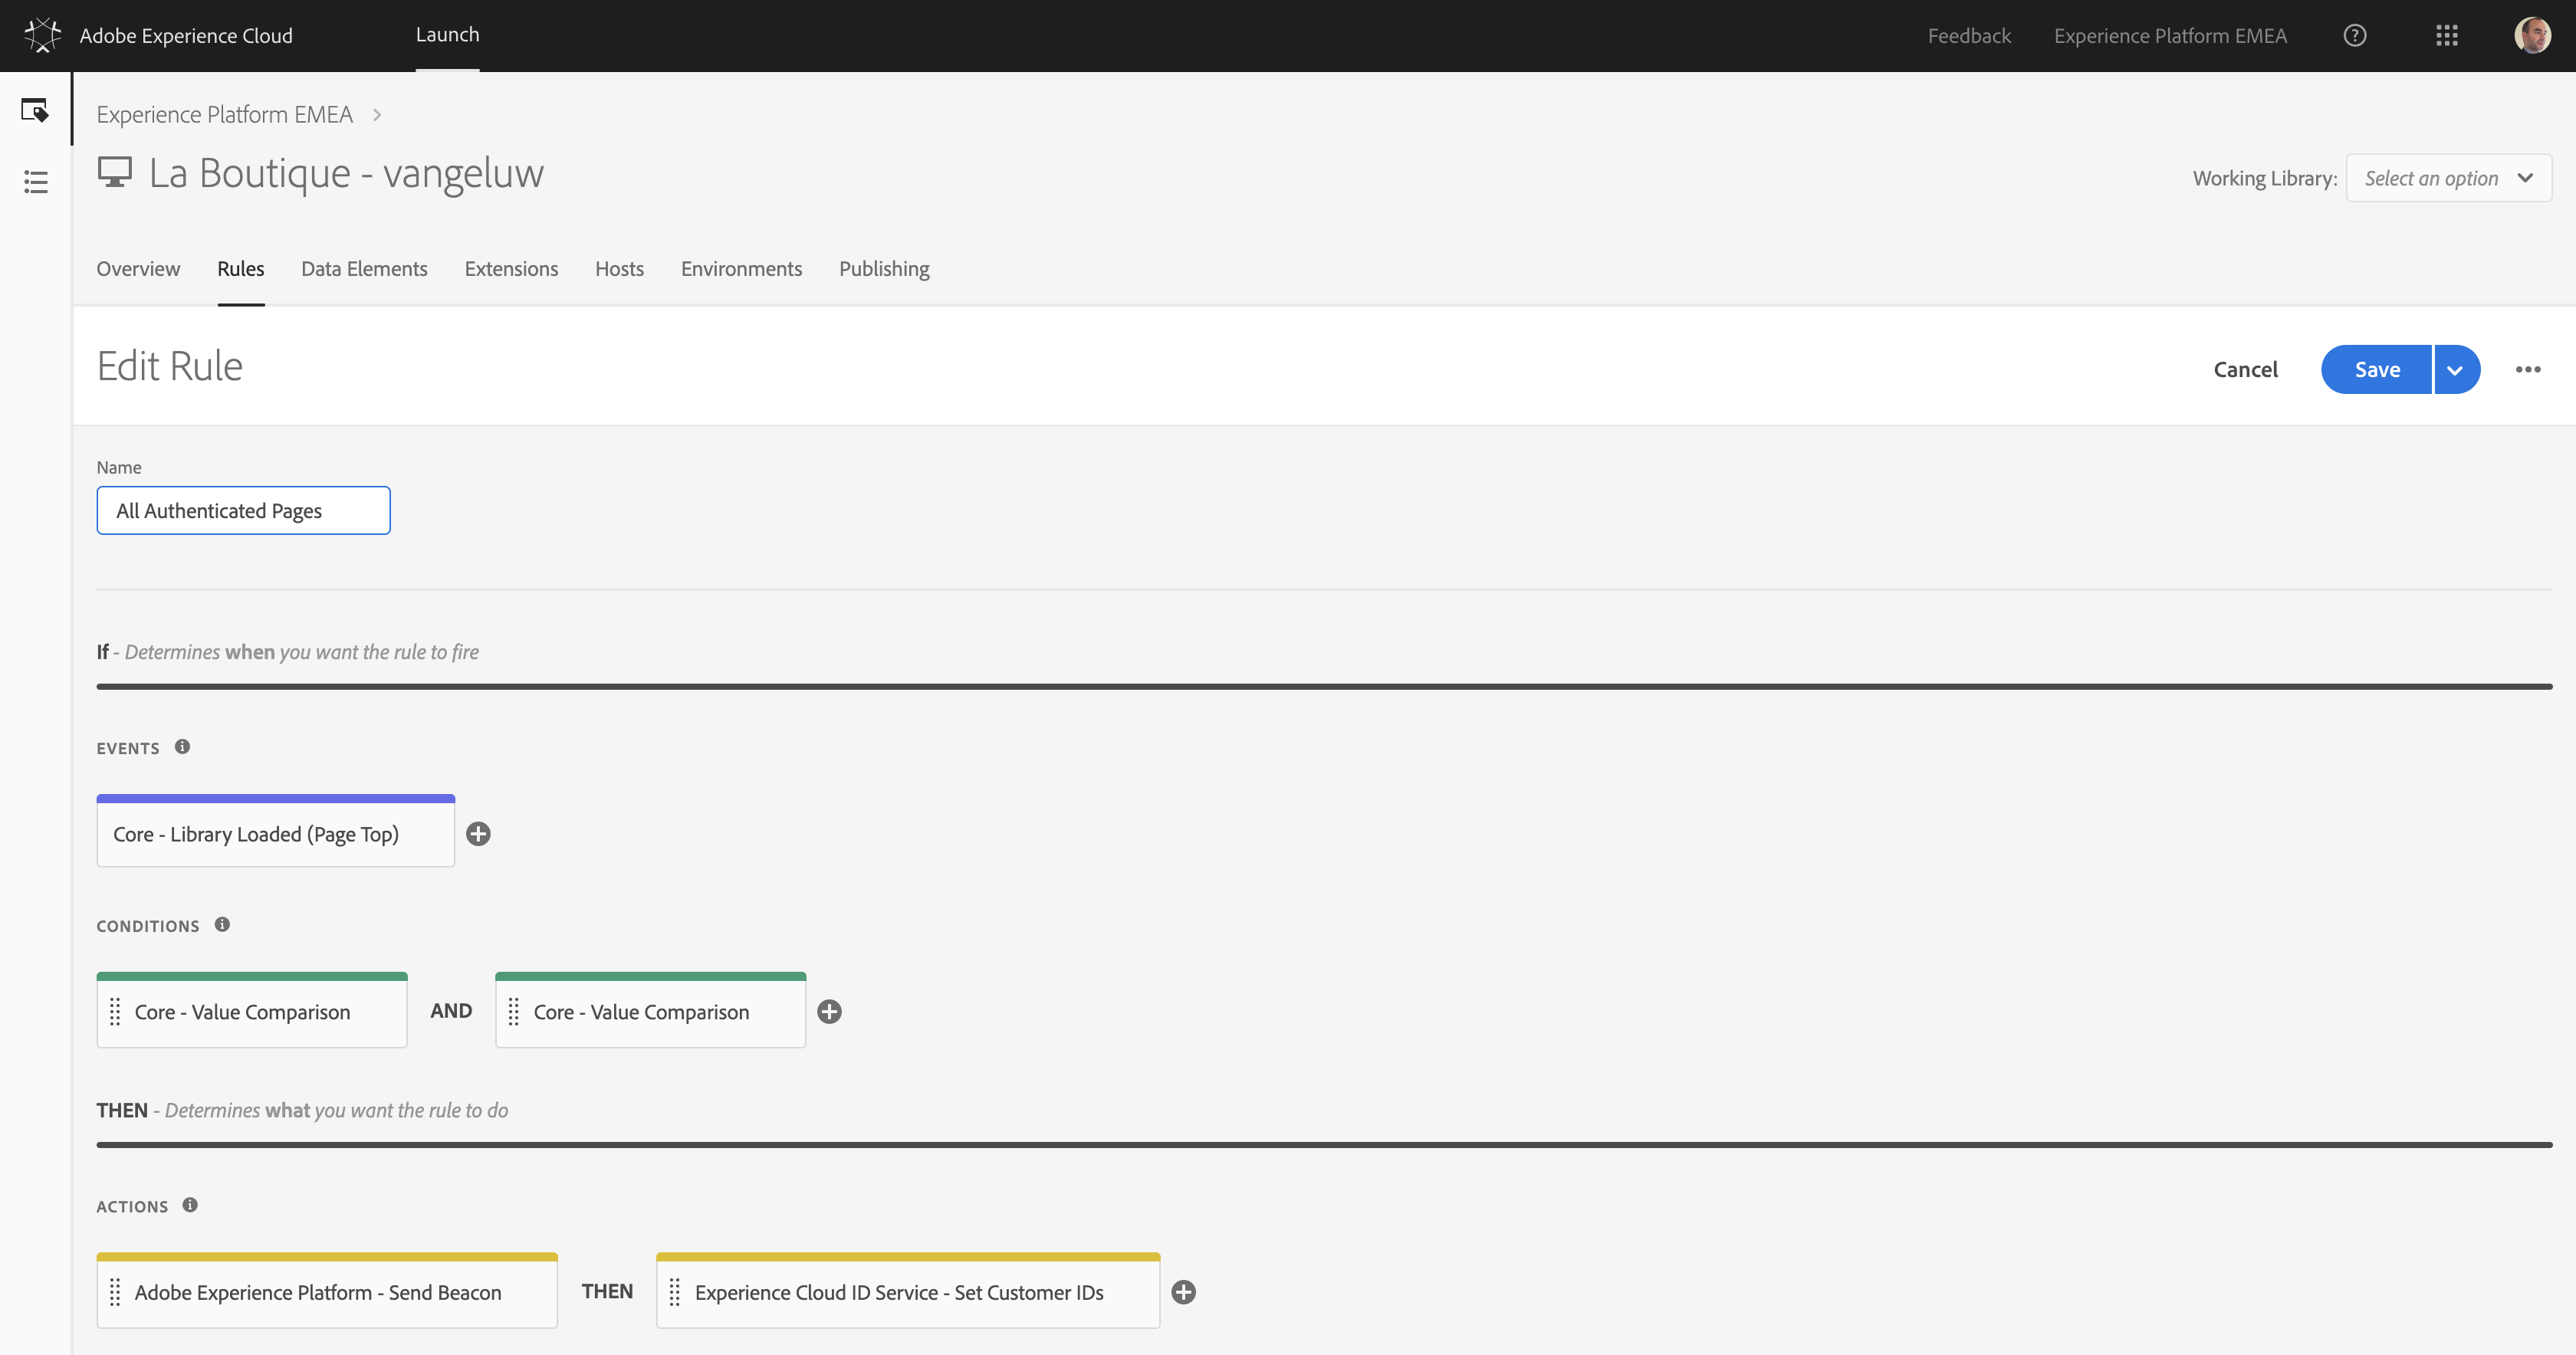 Adobe Experience Cloud Launch Feedback Experience Platform EMEA
Experience Platform EMEA
La Boutique - vangeluw
Working Library: Select an option
Overview Rules Data Elements Extensions Hosts Environments Publishing
Edit Rule
Cancel Save
Name
All Authenticated Pages
If - Determines when you want the rule to fire
EVENTS
Core - Library Loaded (Page Top)
CONDITIONS
Core - Value Comparison AND Core - Value Comparison
THEN - Determines what you want the rule to do
ACTIONS
Adobe Experience Platform - Send Beacon THEN Experience Cloud ID Service - Set Customer IDs